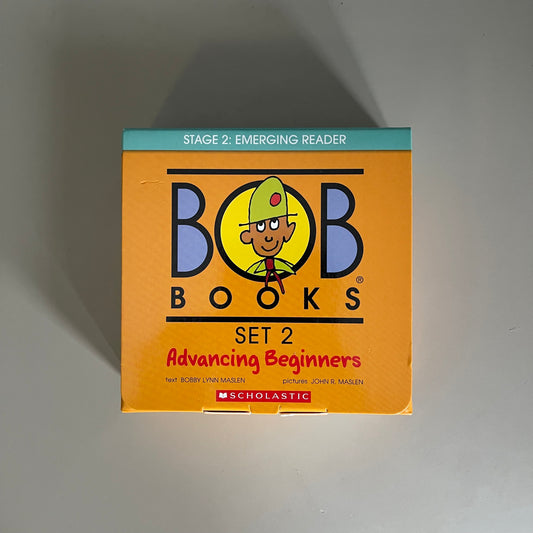 STAGE 2: EMERGING READER
BOB
BOOKS®
SET 2
Advancing Beginners
text BOBBY LYNN MASLEN pictures JOHN R. MASLEN
SCHOLASTIC